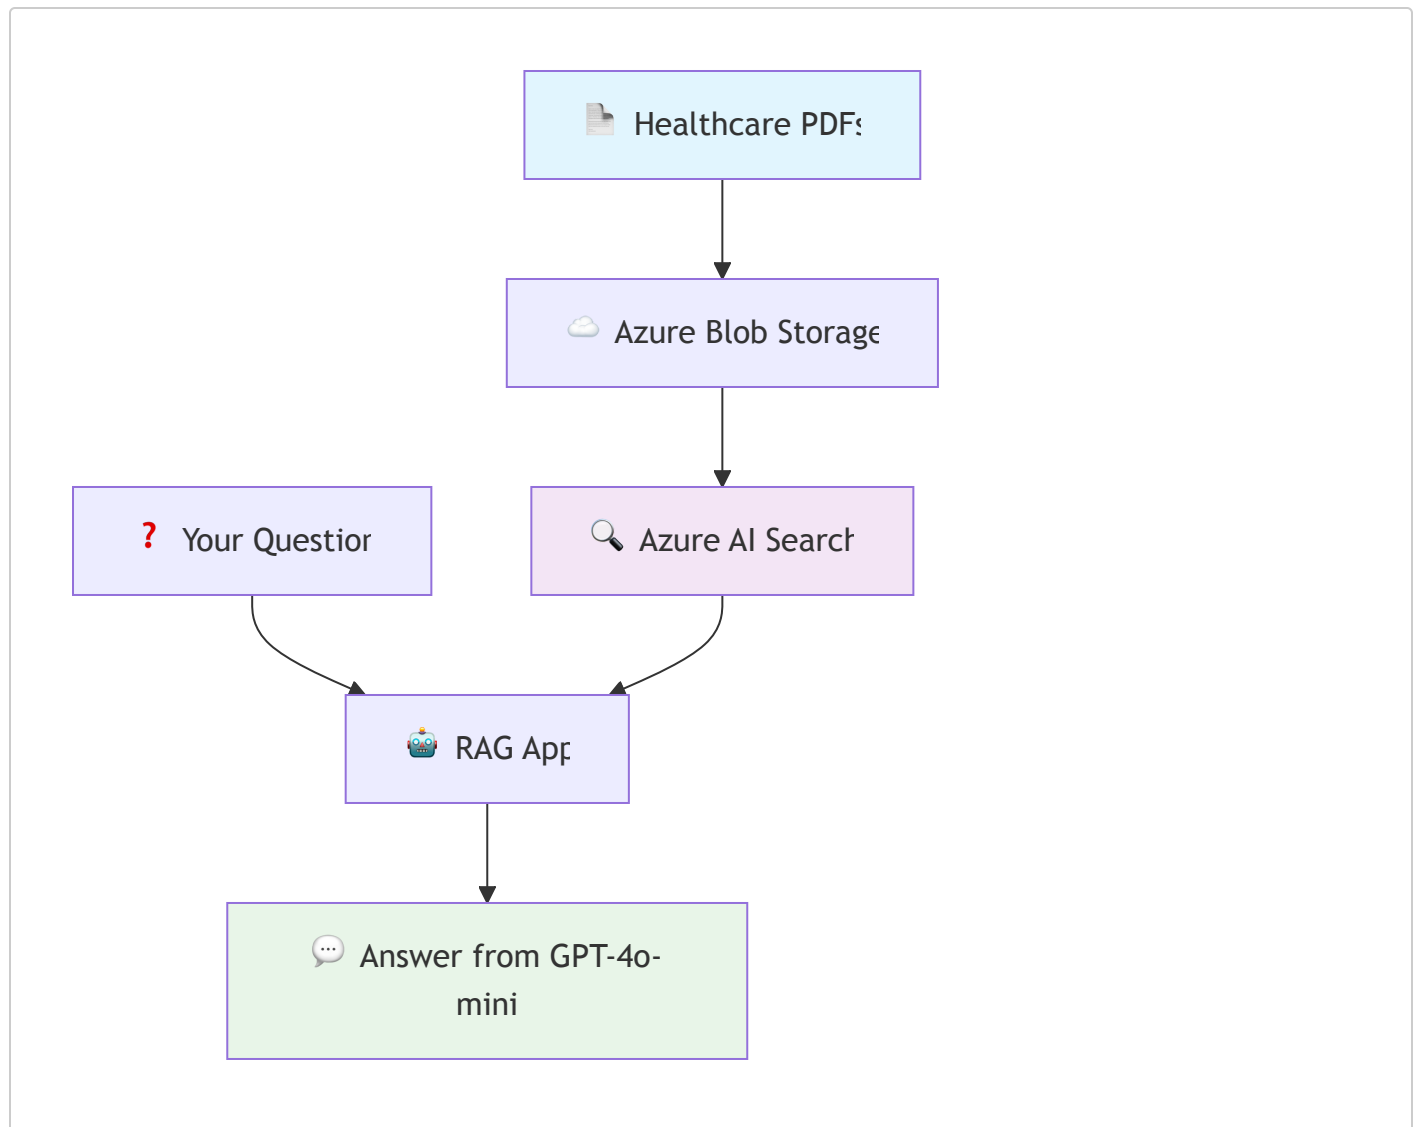 Healthcare PDFs
Azure Blob Storage
❓ Your Question
Azure AI Search
RAG App
Answer from GPT-4o-
mini